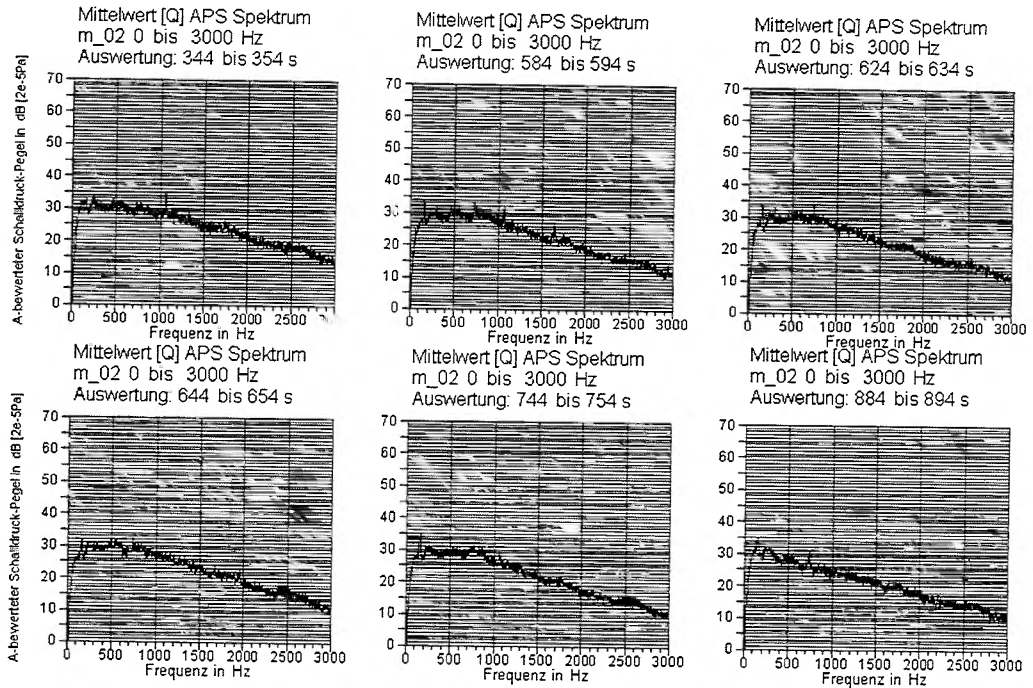 Mittelwert [Q] APS Spektrum
m_02 0 bis 3000 Hz
Auswertung: 344 bis 354 s
A-bewerteter Schalldruck-Pegel in dB [2e-5Pa]
70
60
50
40
30
20
10
0
0 500 1000 1500 2000 2500
Frequenz in Hz
Mittelwert [Q] APS Spektrum
m_02 0 bis 3000 Hz
Auswertung: 584 bis 594 s
70
60
50
40
30
20
10
0
0 500 1000 1500 2000 2500 3000
Frequenz in Hz
Mittelwert [Q] APS Spektrum
m_02 0 bis 3000 Hz
Auswertung: 624 bis 634 s
70
60
50
40
30
20
10
0
0 500 1000 1500 2000 2500 3000
Frequenz in Hz
Mittelwert [Q] APS Spektrum
m_02 0 bis 3000 Hz
Auswertung: 644 bis 654 s
A-bewerteter Schalldruck-Pegel in dB [2e-5Pa]
70
60
50
40
30
20
10
0
0 500 1000 1500 2000 2500 3000
Frequenz in Hz
Mittelwert [Q] APS Spektrum
m_02 0 bis 3000 Hz
Auswertung: 744 bis 754 s
70
60
50
40
30
20
10
0
0 500 1000 1500 2000 2500 3000
Frequenz in Hz
Mittelwert [Q] APS Spektrum
m_02 0 bis 3000 Hz
Auswertung: 884 bis 894 s
70
60
50
40
30
20
10
0
0 500 1000 1500 2000 2500 3000
Frequenz in Hz